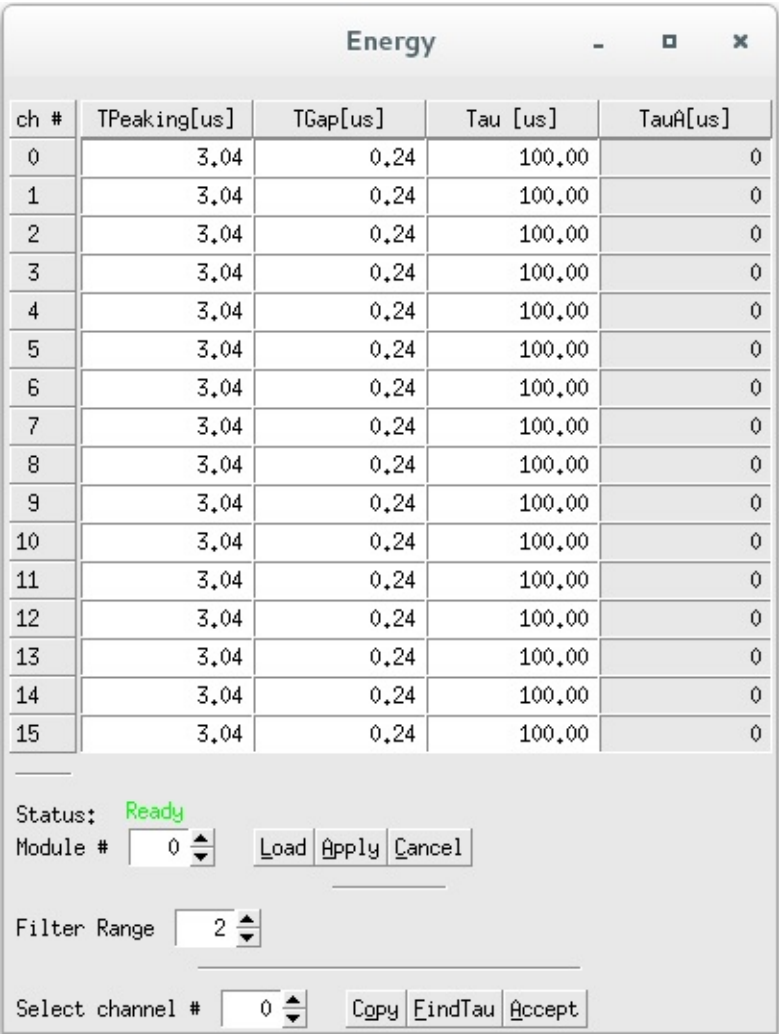 Energy
ch # TPeaking[us] TGap[us] Tau [us] TauA[us]
0 3.04 0.24 100.00 0
1 3.04 0.24 100.00 0
2 3.04 0.24 100.00 0
3 3.04 0.24 100.00 0
4 3.04 0.24 100.00 0
5 3.04 0.24 100.00 0
6 3.04 0.24 100.00 0
7 3.04 0.24 100.00 0
8 3.04 0.24 100.00 0
9 3.04 0.24 100.00 0
10 3.04 0.24 100.00 0
11 3.04 0.24 100.00 0
12 3.04 0.24 100.00 0
13 3.04 0.24 100.00 0
14 3.04 0.24 100.00 0
15 3.04 0.24 100.00 0
Status: Ready
Module # 0 Load Apply Cancel
Filter Range 2
Select channel # 0 Copy FindTau Accept